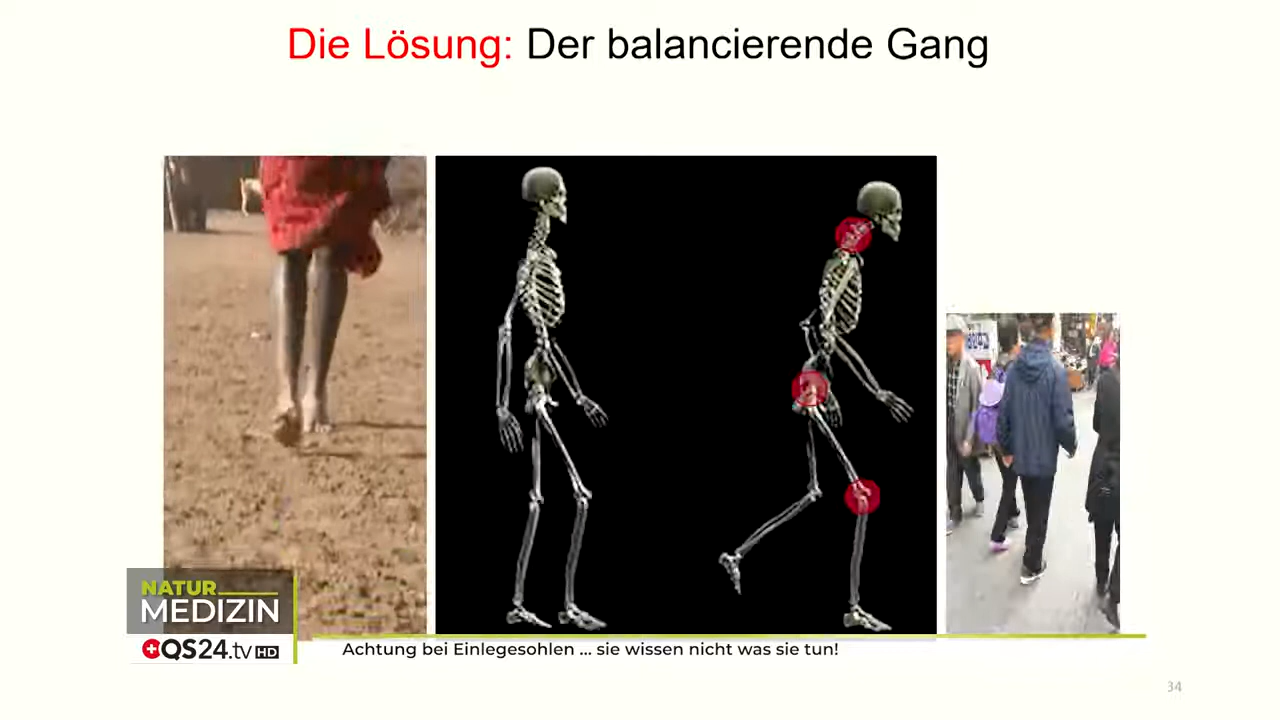 Die Lösung: Der balancierende Gang
NATUR
MEDIZIN
QS24.tv HD
Achtung bei Einlegesohlen ... sie wissen nicht was sie tun!
34